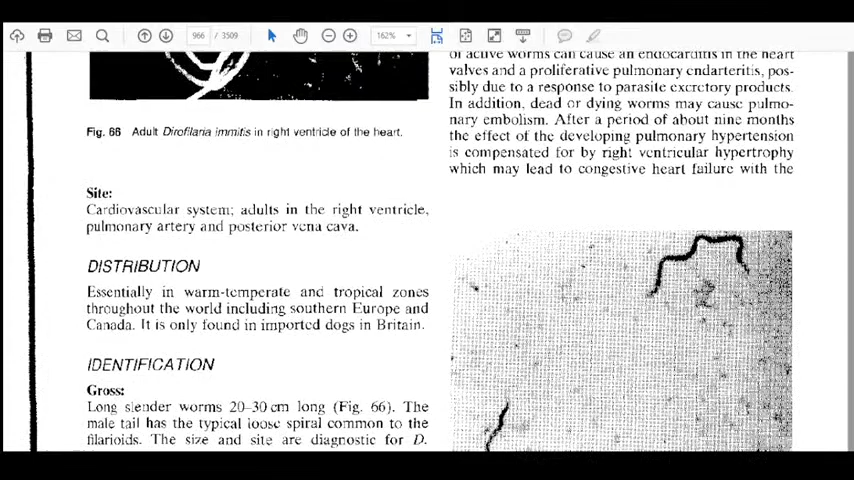 966 / 3509
162%
Fig. 66 Adult Dirofilaria immitis in right ventricle of the heart.
Site:
Cardiovascular system; adults in the right ventricle,
pulmonary artery and posterior vena cava.
DISTRIBUTION
Essentially in warm-temperate and tropical zones
throughout the world including southern Europe and
Canada. It is only found in imported dogs in Britain.
IDENTIFICATION
Gross:
Long slender worms 20–30 cm long (Fig. 66). The
male tail has the typical loose spiral common to the
filarioids. The size and site are diagnostic for D.
of active worms can cause an endocarditis in the heart
valves and a proliferative pulmonary endarteritis, pos-
sibly due to a response to parasite excretory products.
In addition, dead or dying worms may cause pulmo-
nary embolism. After a period of about nine months
the effect of the developing pulmonary hypertension
is compensated for by right ventricular hypertrophy
which may lead to congestive heart failure with the